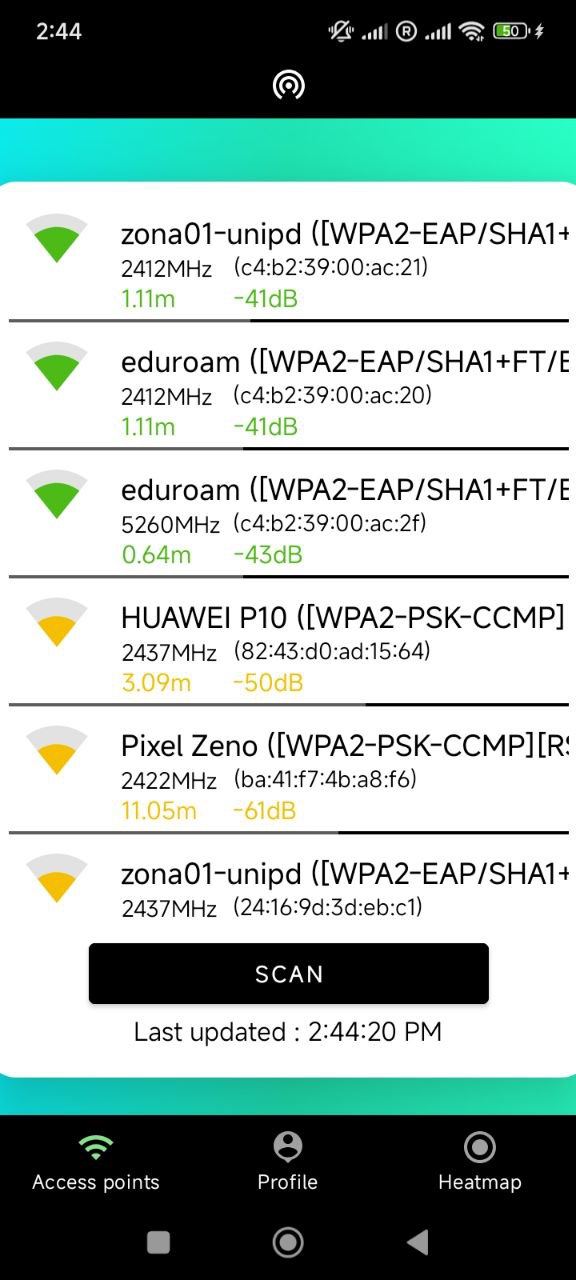 2:44
R
50
zona01-unipd ([WPA2-EAP/SHA1+
2412MHz (c4:b2:39:00:ac:21)
1.11m -41dB
eduroam ([WPA2-EAP/SHA1+FT/E
2412MHz (c4:b2:39:00:ac:20)
1.11m -41dB
eduroam ([WPA2-EAP/SHA1+FT/E
5260MHz (c4:b2:39:00:ac:2f)
0.64m -43dB
HUAWEI P10 ([WPA2-PSK-CCMP]
2437MHz (82:43:d0:ad:15:64)
3.09m -50dB
Pixel Zeno ([WPA2-PSK-CCMP][RS
2422MHz (ba:41:f7:4b:a8:f6)
11.05m -61dB
zona01-unipd ([WPA2-EAP/SHA1+
2437MHz (24:16:9d:3d:eb:c1)
SCAN
Last updated : 2:44:20 PM
Access points
Profile
Heatmap